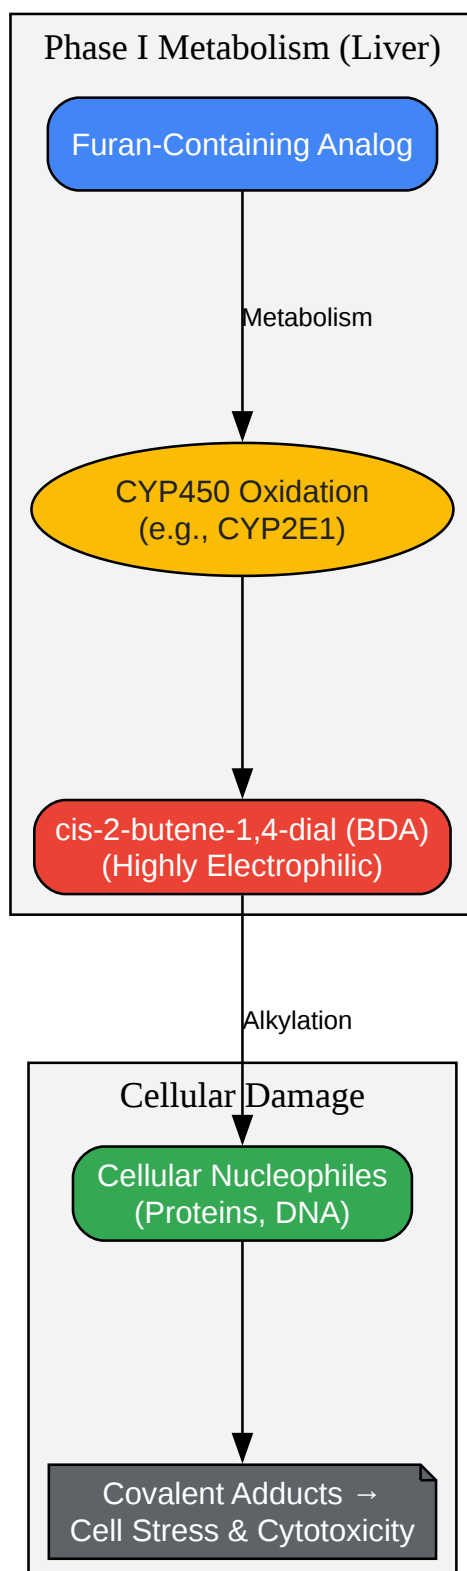 Phase I Metabolism (Liver)
Furan-Containing Analog
Metabolism
CYP450 Oxidation
(e.g., CYP2E1)
cis-2-butene-1,4-dial (BDA)
(Highly Electrophilic)
Alkylation
Cellular Damage
Cellular Nucleophiles
(Proteins, DNA)
Covalent Adducts →
Cell Stress & Cytotoxicity